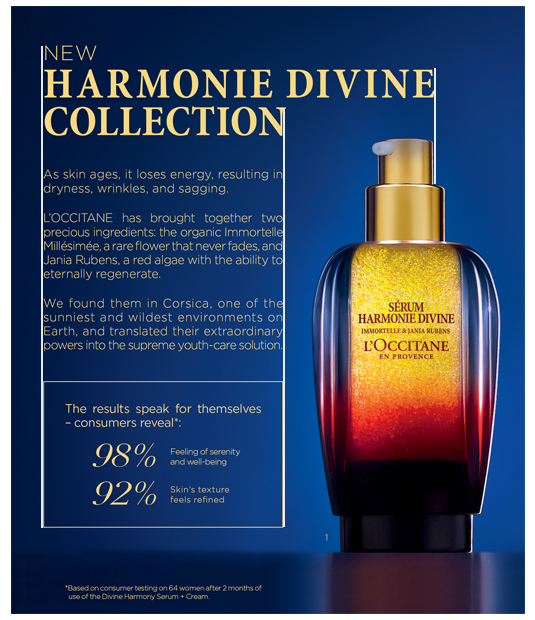 NEW
HARMONIE DIVINE
COLLECTION
As skin ages, it loses energy, resulting in
dryness, wrinkles, and sagging.
L'OCCITANE has brought together two
precious ingredients: the organic Immortelle
Millésimée, a rare flower that never fades, and
Jania Rubens, a red algae with the ability to
eternally regenerate.
We found them in Corsica, one of the
sunniest and wildest environments on
Earth, and translated their extraordinary
powers into the supreme youth-care solution.
The results speak for themselves
– consumers reveal*:
98% Feeling of serenity
and well-being
92% Skin's texture
feels refined
SÉRUM
HARMONIE DIVINE
IMMORTELLE & JANIA RUBENS
L'OCCITANE
EN PROVENCE
1
*Based on consumer testing on 64 women after 2 months of
use of the Divine Harmony Serum + Cream.